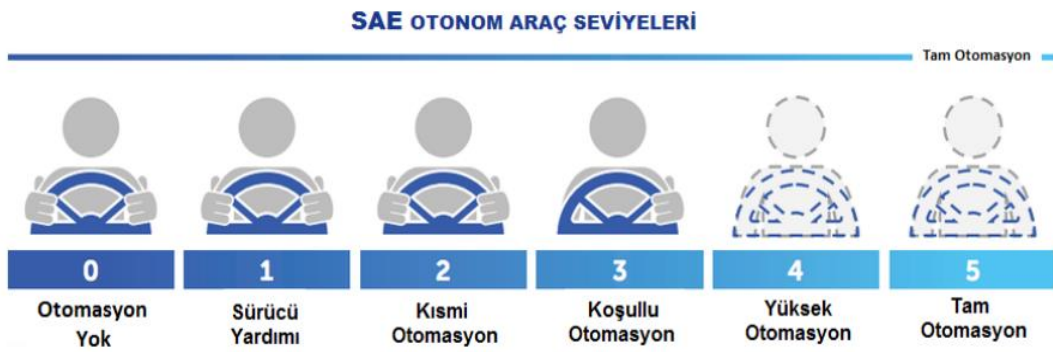 SAE OTONOM ARAÇ SEVİYELERİ
Tam Otomasyon
0
1
2
3
4
5
Otomasyon
Yok
Sürücü
Yardımı
Kısmi
Otomasyon
Koşullu
Otomasyon
Yüksek
Otomasyon
Tam
Otomasyon